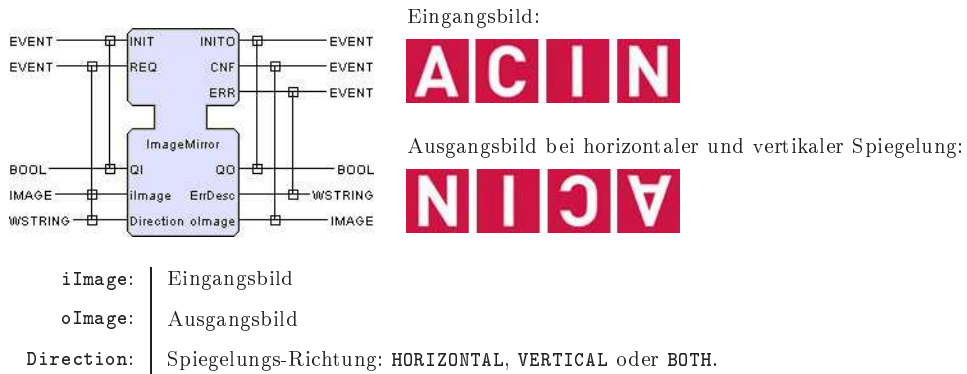 Eingangsbild:
EVENT INIT INITO EVENT
EVENT REQ CNF EVENT
ERR EVENT
A C I N
ImageMirror
Ausgangsbild bei horizontaler und vertikaler Spiegelung:
BOOL QI QO BOOL
IMAGE iImage ErrDesc WSTRING
WSTRING Direction oImage IMAGE
N I C A
iImage: Eingangsbild
oImage: Ausgangsbild
Direction: Spiegelungs-Richtung: HORIZONTAL, VERTICAL oder BOTH.